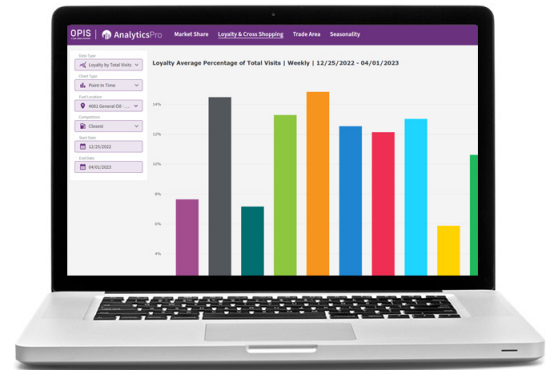 OPIS AnalyticsPro Market Share Loyalty & Cross Shopping Trade Area Seasonality
Data Type
Loyalty by Total Visits
Chart Type
Point In Time
Fuel Location
Competitors
Closest
Start Date
12/25/2022
End Date
04/01/2023
Loyalty Average Percentage of Total Visits | Weekly | 12/25/2022 - 04/01/2023
14%
12%
10%
8%
6%
4%